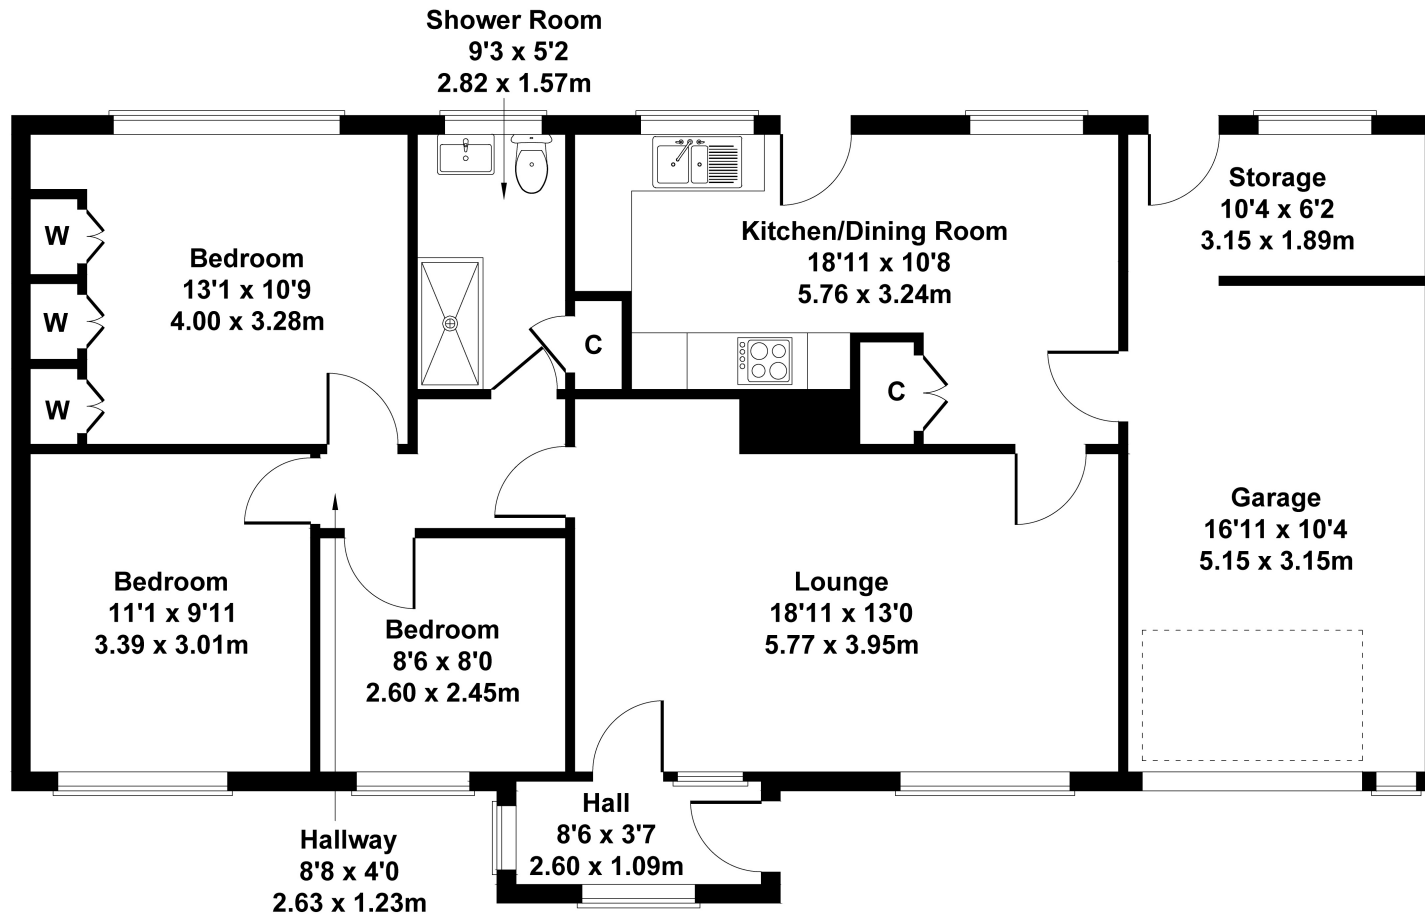 Shower Room
9'3 x 5'2
2.82 x 1.57m
Storage
10'4 x 6'2
3.15 x 1.89m
W
W
W
Bedroom
13'1 x 10'9
4.00 x 3.28m
Kitchen/Dining Room
18'11 x 10'8
5.76 x 3.24m
C
C
Garage
16'11 x 10'4
5.15 x 3.15m
Bedroom
11'1 x 9'11
3.39 x 3.01m
Bedroom
8'6 x 8'0
2.60 x 2.45m
Lounge
18'11 x 13'0
5.77 x 3.95m
Hallway
8'8 x 4'0
2.63 x 1.23m
Hall
8'6 x 3'7
2.60 x 1.09m